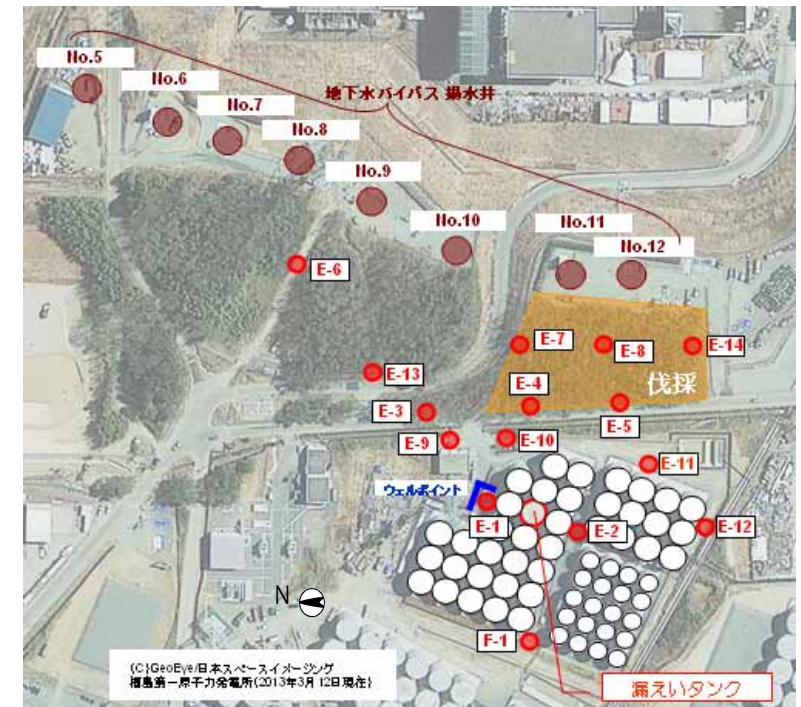 No.5
No.6
No.7
No.8
No.9
No.10
No.11
No.12
地下水バイパス 揚水井
E-6
E-7
E-8
E-14
E-13
E-4
伐採
E-3
E-5
E-9
E-10
E-11
ウェルポイント
E-1
E-2
E-12
N
F-1
(C)GeoEye/日本スペースイメージング
福島第一原子力発電所(2013年3月12日現在)
漏えいタンク